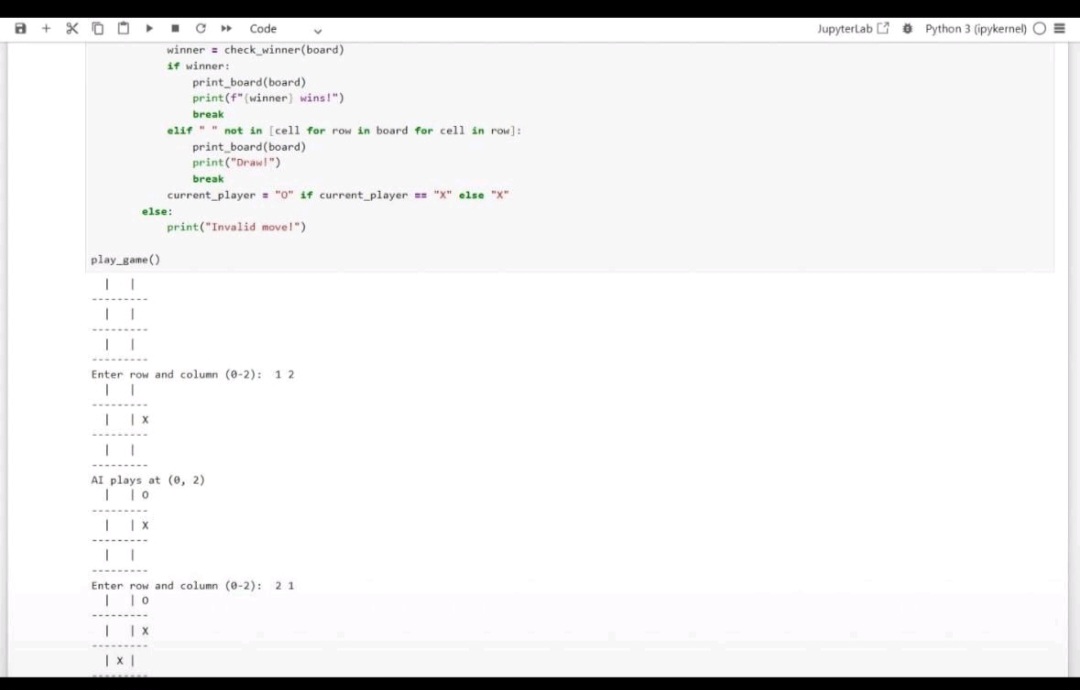 Code JupyterLab Python 3 (ipykernel)
winner = check_winner(board)
if winner:
print_board(board)
print(f"{winner} wins!")
break
elif " " not in [cell for row in board for cell in row]:
print_board(board)
print("Draw!")
break
current_player = "O" if current_player == "X" else "X"
else:
print("Invalid move!")
play_game()
| |
---------
| |
---------
| |
---------
Enter row and column (0-2): 1 2
| |
---------
| | X
---------
| |
---------
AI plays at (0, 2)
| | O
---------
| | X
---------
| |
---------
Enter row and column (0-2): 2 1
| | O
---------
| | X
---------
| X |
---------